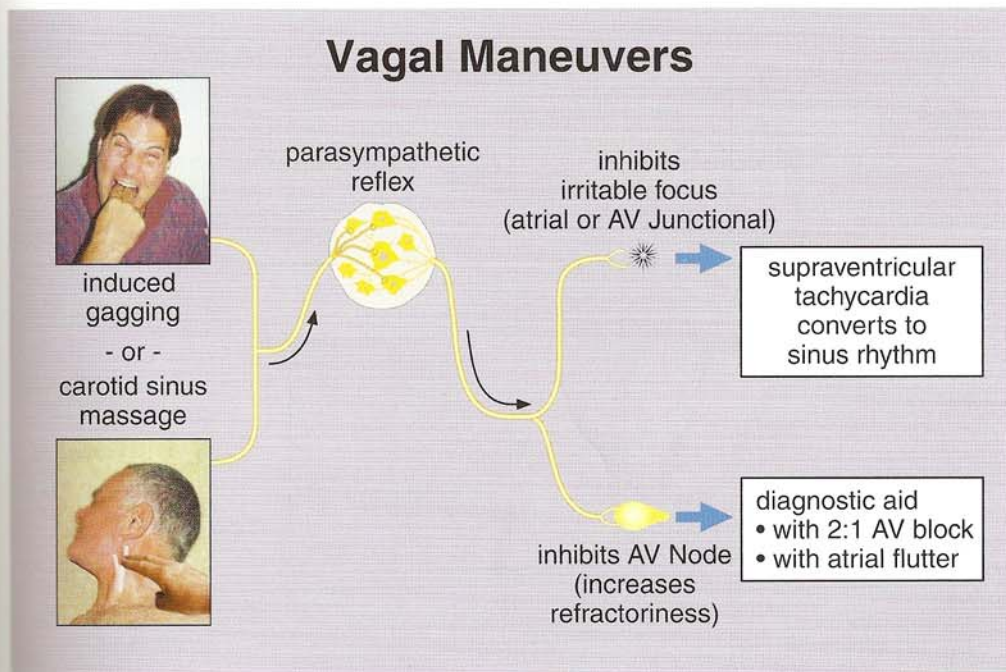 Vagal Maneuvers
induced
gagging
- or -
carotid sinus
massage
parasympathetic
reflex
inhibits
irritable focus
(atrial or AV Junctional)
supraventricular
tachycardia
converts to
sinus rhythm
inhibits AV Node
(increases
refractoriness)
diagnostic aid
• with 2:1 AV block
• with atrial flutter